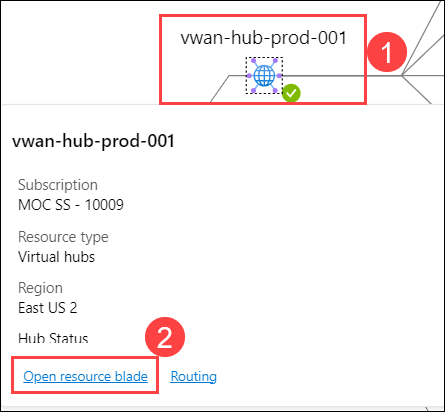 vwan-hub-prod-001
1
vwan-hub-prod-001
Subscription
MOC SS - 10009
Resource type
Virtual hubs
Region
East US 2
Hub Status
2
Open resource blade Routing